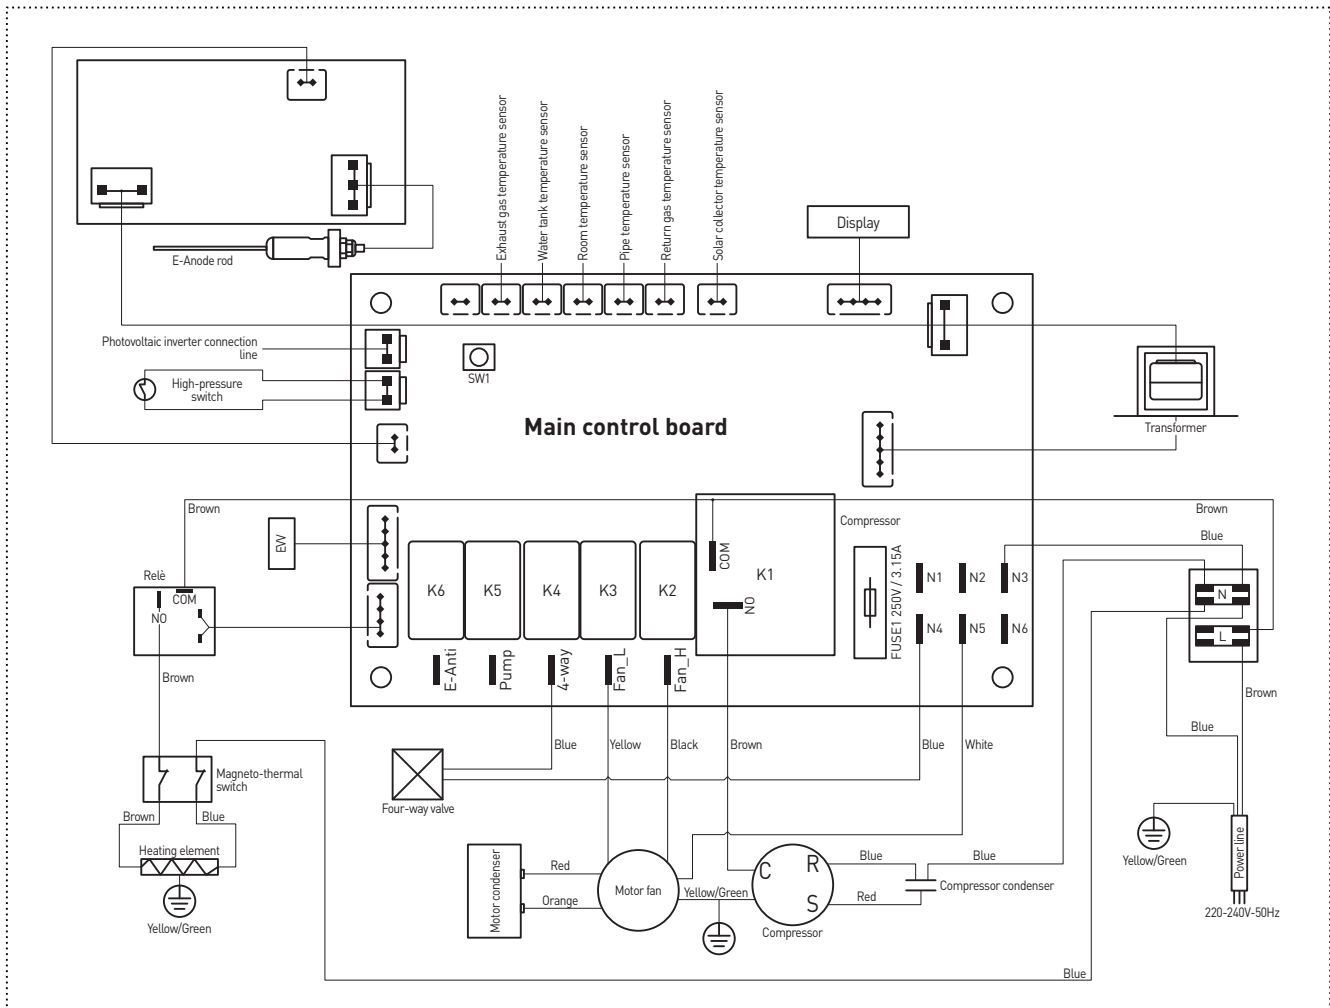 Exhaust gas temperature sensor
Water tank temperature sensor
Room temperature sensor
Pipe temperature sensor
Return gas temperature sensor
Solar collector temperature sensor
Display
E-Anode rod
Photovoltaic inverter connection
line
High-pressure
switch
SW1
Main control board
Transformer
Brown
Brown
Blue
EW
Compressor
Relè
COM
NO
K6
K5
K4
K3
K2
K1
COM
NO
FUSE1 250V / 3.15A
N1
N2
N3
N4
N5
N6
N
L
E-Anti
Pump
4-way
Fan_L
Fan_H
Brown
Brown
Blue
Blue
Yellow
Black
Brown
Blue
White
Magneto-thermal
switch
Four-way valve
Brown
Blue
Heating element
Yellow/Green
Motor condenser
Red
Orange
Motor fan
Yellow/Green
C
R
S
Compressor
Blue
Red
Blue
Compressor condenser
Yellow/Green
Power line
220-240V-50Hz
Blue